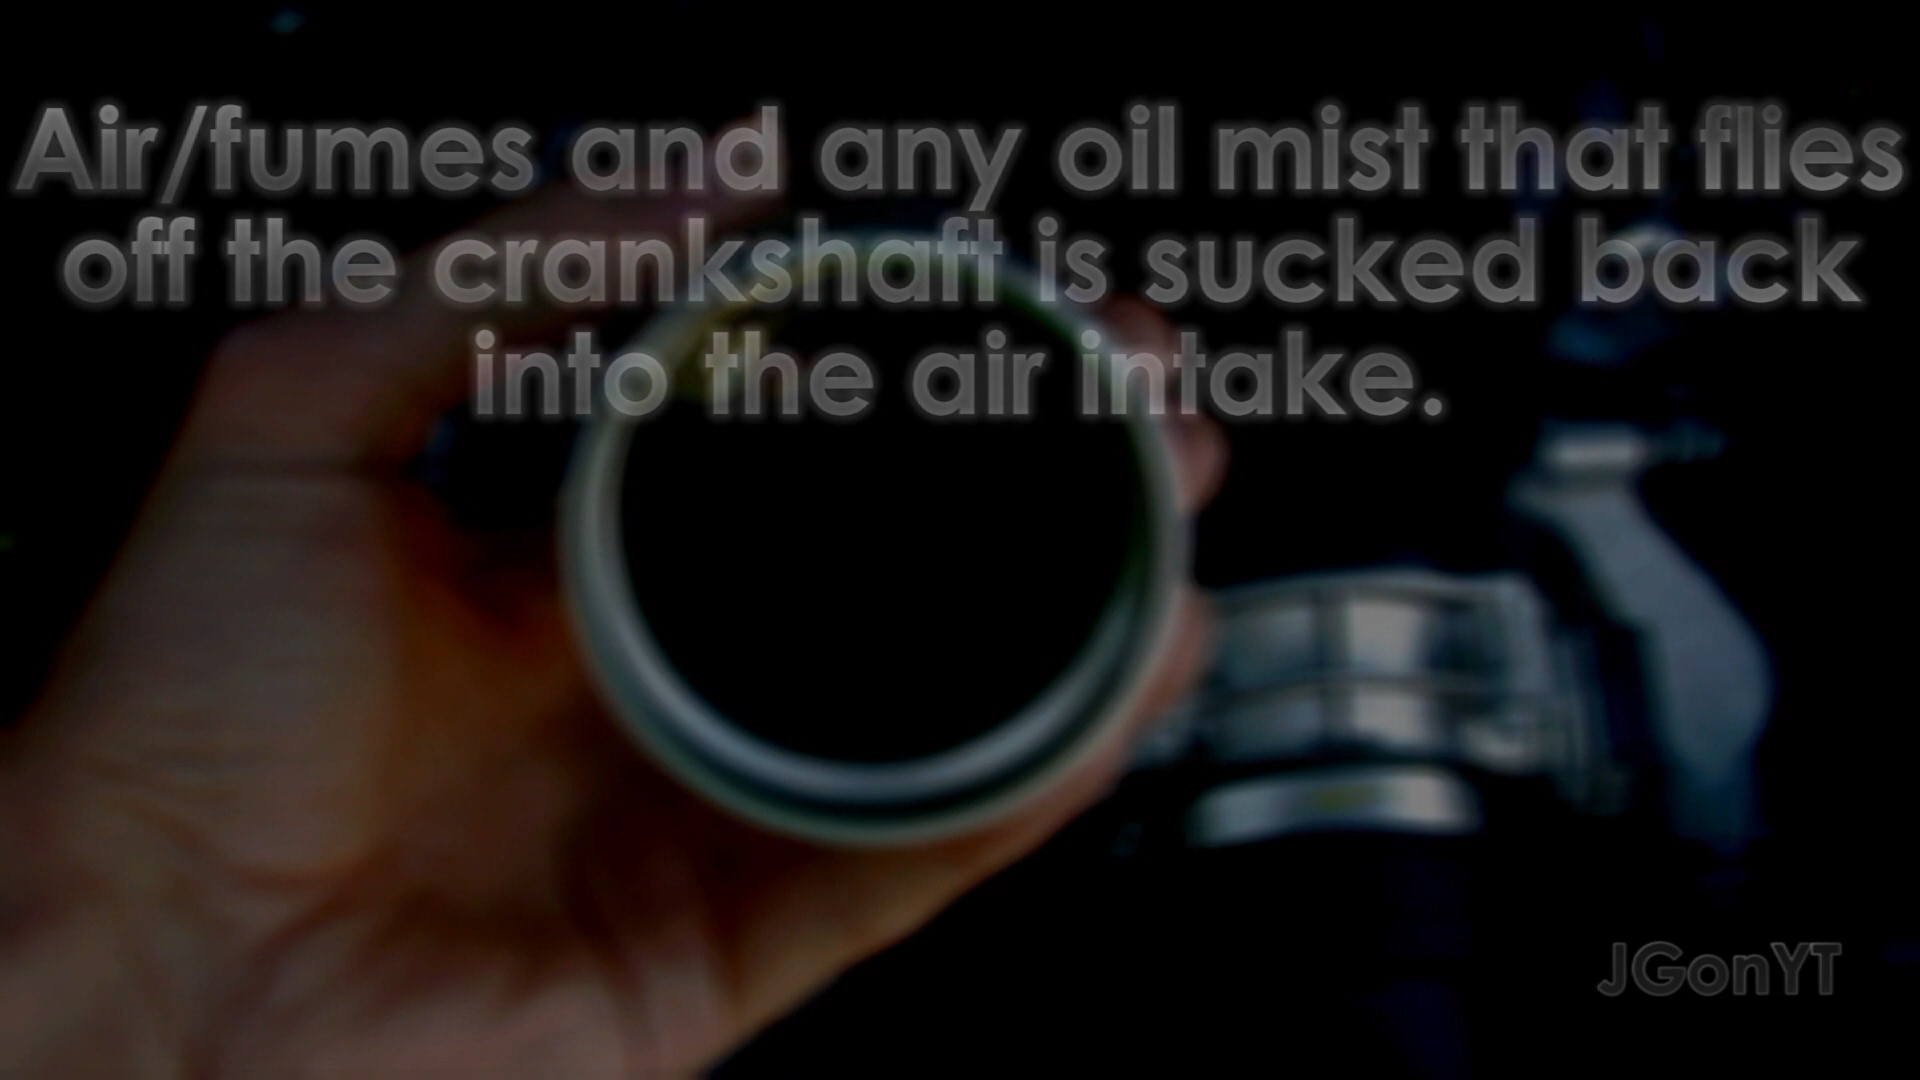 Air/fumes and any oil mist that flies
off the crankshaft is sucked back
into the air intake.
JGonYT